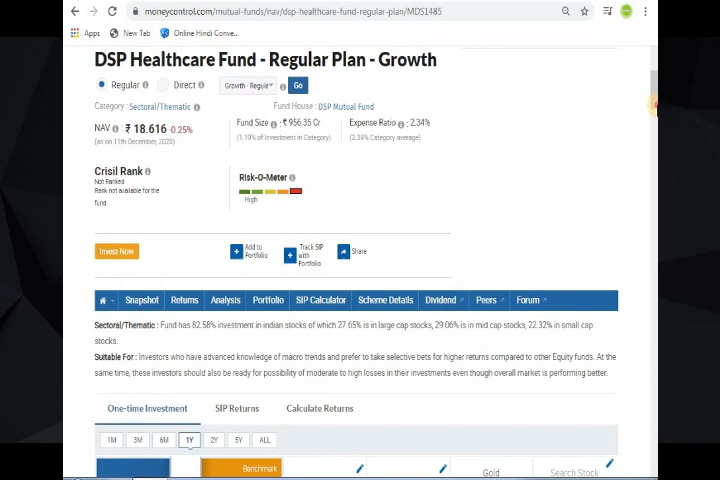 moneycontrol.com/mutual-funds/nav/dsp-healthcare-fund-regular-plan/MDS1485
Apps New Tab Online Hindi Conve...
DSP Healthcare Fund - Regular Plan - Growth
Regular Direct Growth - Regular Go
Category : Sectoral/Thematic Fund House : DSP Mutual Fund
NAV : ₹ 18.616 -0.25% Fund Size : ₹ 956.35 Cr Expense Ratio : 2.34%
(as on 11th December, 2020) (1.19% of Investment in Category) (2.39% Category average)
Crisil Rank
Not Ranked
Rank not available for the
fund
Risk-O-Meter
High
Invest Now
Add to
Portfolio
Track SIP
with
Portfolio
Share
Snapshot Returns Analysis Portfolio SIP Calculator Scheme Details Dividend Peers Forum
Sectoral/Thematic : Fund has 82.58% investment in indian stocks of which 27.65% is in large cap stocks, 29.06% is in mid cap stocks, 22.32% in small cap
stocks.
Suitable For : Investors who have advanced knowledge of macro trends and prefer to take selective bets for higher returns compared to other Equity funds. At the
same time, these investors should also be ready for possibility of moderate to high losses in their investments even though overall market is performing better.
One-time Investment SIP Returns Calculate Returns
1M 3M 6M 1Y 2Y 5Y ALL
Benchmark Gold Search Stock